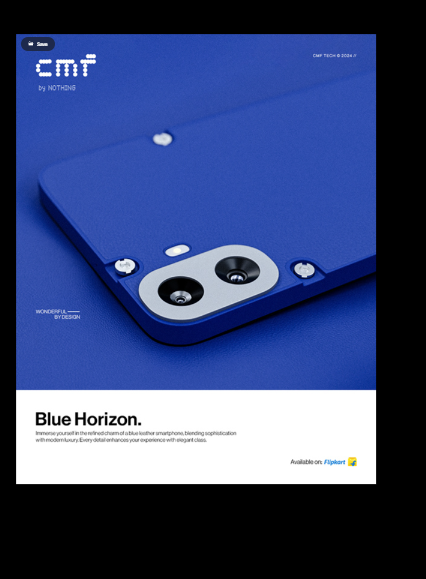 Save
cmf
by NOTHING
CMF TECH © 2024 //
WONDERFUL
BY DESIGN
Blue Horizon.
Immerse yourself in the refined charm of a blue leather smartphone, blending sophistication
with modern luxury. Every detail enhances your experience with elegant class.
Available on: Flipkart